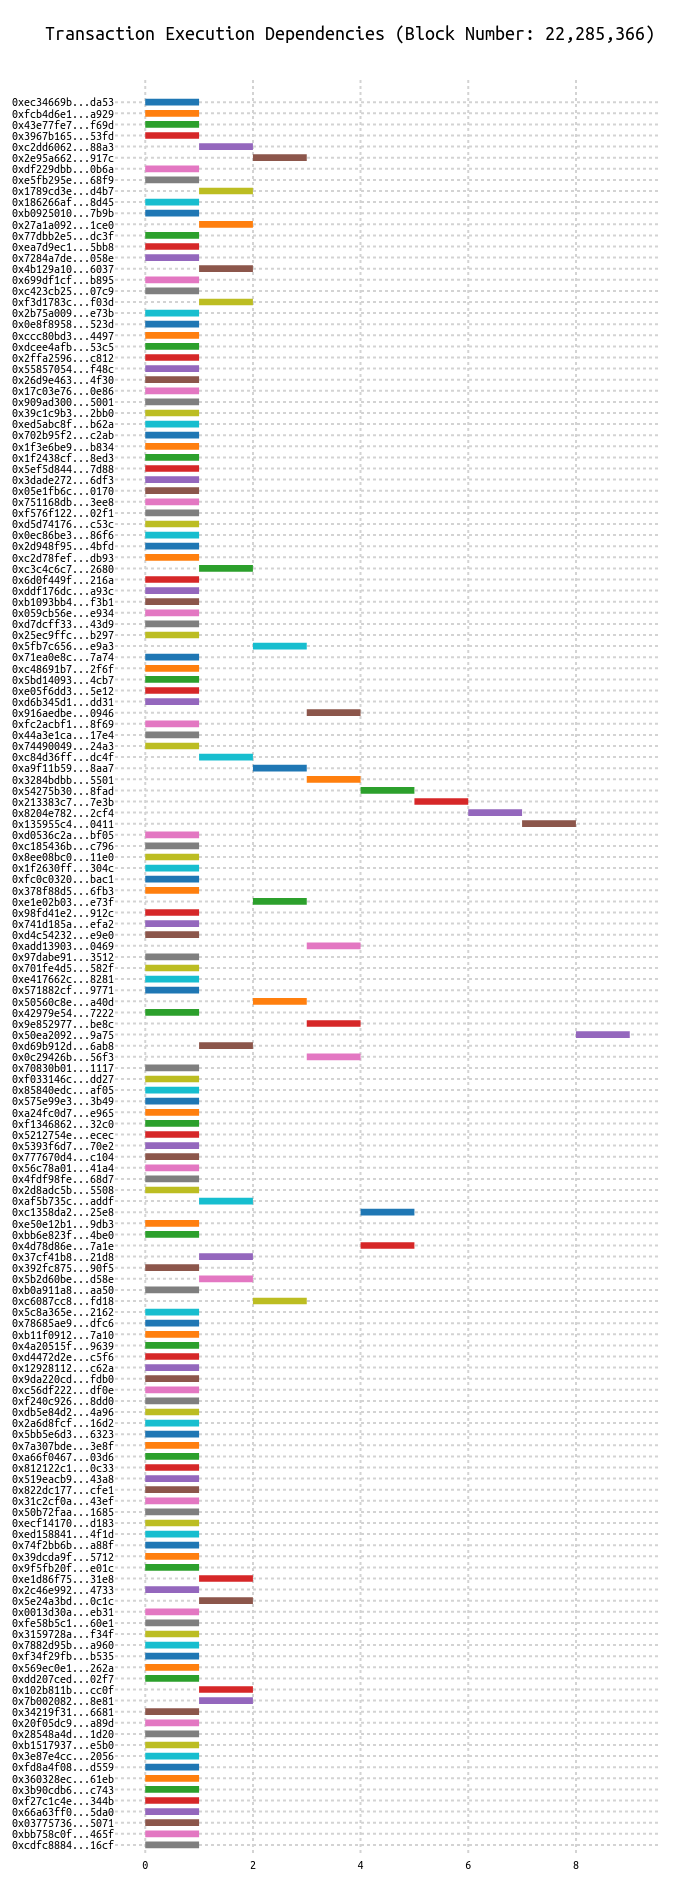 Transaction Execution Dependencies (Block Number: 22,285,366)
0xec34669b...da53
0xfcb4d6e1...a929
0x43e77fe7...f69d
0x3967b165...53fd
0xc2dd6062...88a3
0x2e95a662...917c
0xdf229dbb...0b6a
0xe5fb295e...68f9
0x1789cd3e...d4b7
0x186266af...8d45
0xb0925010...7b9b
0x27a1a092...1ce0
0x77dbb2e5...dc3f
0xea7d9ec1...5bb8
0x7284a7de...058e
0x4b129a10...6037
0x699df1cf...b895
0xc423cb25...07c9
0xf3d1783c...f03d
0x2b75a009...e73b
0x0e8f8958...523d
0xccc80bd3...4497
0xdcee4afb...53c5
0x2ffa2596...c812
0x55857054...f48c
0x26d9e463...4f30
0x17c03e76...0e86
0x909ad300...5001
0x39c1c9b3...2bb0
0xed5abc8f...b62a
0x702b95f2...c2ab
0x1f3e6be9...b834
0x1f2438cf...8ed3
0x5ef5d844...7d88
0x3dade272...6df3
0x05e1fb6c...0170
0x751168db...3ee8
0xf576f122...02f1
0xd5d74176...c53c
0x0ec86be3...86f6
0x2d948f95...4bfd
0xc2d78fef...db93
0xc3c4c6c7...2680
0x6d0f449f...216a
0xddf176dc...a93c
0xb1093bb4...f3b1
0x059cb56e...e934
0xd7dcff33...43d9
0x25ec9ffc...b297
0x5fb7c656...e9a3
0x71ea0e8c...7a74
0xc48691b7...2f6f
0x5bd14093...4cb7
0xe05f6dd3...5e12
0xd6b345d1...dd31
0x916aedbe...0946
0xfc2acbf1...8f69
0x44a3e1ca...17e4
0x74490049...24a3
0xc84d36ff...dc4f
0xa9f11b59...8aa7
0x3284bdbb...5501
0x54275b30...8fad
0x213383c7...7e3b
0x8204e782...2cf4
0x135955c4...0411
0xd0536c2a...bf05
0xc185436b...c796
0x8ee08bc0...11e0
0x1f2630ff...304c
0xfc0c0320...bac1
0x378f88d5...6fb3
0xe1e02b03...e73f
0x98fd41e2...912c
0x741d185a...efa2
0xd4c54232...e9e0
0xadd13903...0469
0x97dabe91...3512
0x701fe4d5...582f
0xe417662c...8281
0x571882cf...9771
0x50560c8e...a40d
0x42979e54...7222
0x9e852977...be8c
0x50ea2092...9a75
0xd69b912d...6ab8
0x0c29426b...56f3
0x70830b01...1117
0xf033146c...dd27
0x85840edc...af05
0x575e99e3...3b49
0xa24fc0d7...e965
0xf1346862...32c0
0x5212754e...ecec
0x5393f6d7...70e2
0x777670d4...c104
0x56c78a01...41a4
0x4fdf98fe...68d7
0x2d8adc5b...5508
0xaf5b735c...addf
0xc1358da2...25e8
0xe50e12b1...9db3
0xbb6e823f...4be0
0x4d78d86e...7a1e
0x37cf41b8...21d8
0x392fc875...90f5
0x5b2d60be...d58e
0xb0a911a8...aa50
0xc6087cc8...fd18
0x5c8a365e...2162
0x78685ae9...dfc6
0xb11f0912...7a10
0x4a20515f...9639
0xd4472d2e...c5f6
0x12928112...c62a
0x9da220cd...fdb0
0xc56df222...df0e
0xf240c926...8dd0
0xdb5e84d2...4a96
0x2a6d8fcf...16d2
0x5bb5e6d3...6323
0x7a307bde...3e8f
0xa66f0467...03d6
0x812122c1...0c33
0x519eacb9...43a8
0x822dc177...cfe1
0x31c2cf0a...43ef
0x50b72faa...1685
0xecf14170...d183
0xed158841...4f1d
0x74f2bb6b...a88f
0x39dcda9f...5712
0x9f5fb20f...e01c
0xe1d86f75...31e8
0x2c46e992...4733
0x5e24a3bd...0c1c
0x0013d30a...eb31
0xfe58b5c1...60e1
0x3159728a...f34f
0x7882d95b...a960
0xf34f29fb...b535
0x569ec0e1...262a
0xdd207ced...02f7
0x102b811b...cc0f
0x7b002082...8e81
0x34219f31...6681
0x20f05dc9...a89d
0x28548a4d...1d20
0xb1517937...e5b0
0x3e87e4cc...2056
0xfd8a4f08...d559
0x360328ec...61eb
0x3b90cdb6...c743
0xf27c1c4e...344b
0x66a63ff0...5da0
0x03775736...5071
0xbb758c0f...465f
0xcdfc8884...16cf
0 2 4 6 8